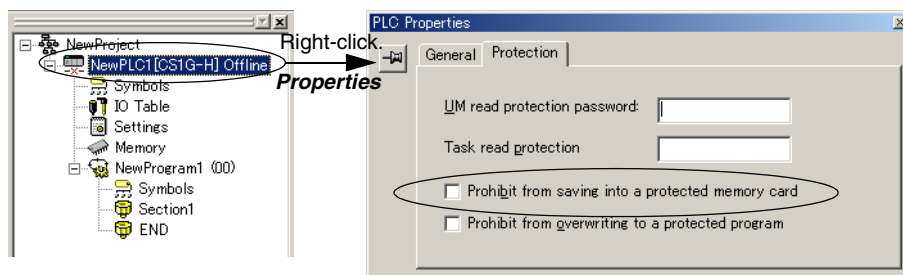 NewProject
NewPLC1[CS1G-H] Offline
Symbols
IO Table
Settings
Memory
NewProgram1 (00)
Symbols
Section1
END
Right-click.
Properties
PLC Properties
General
Protection
UM read protection password:
Task read protection
Prohibit from saving into a protected memory card
Prohibit from overwriting to a protected program